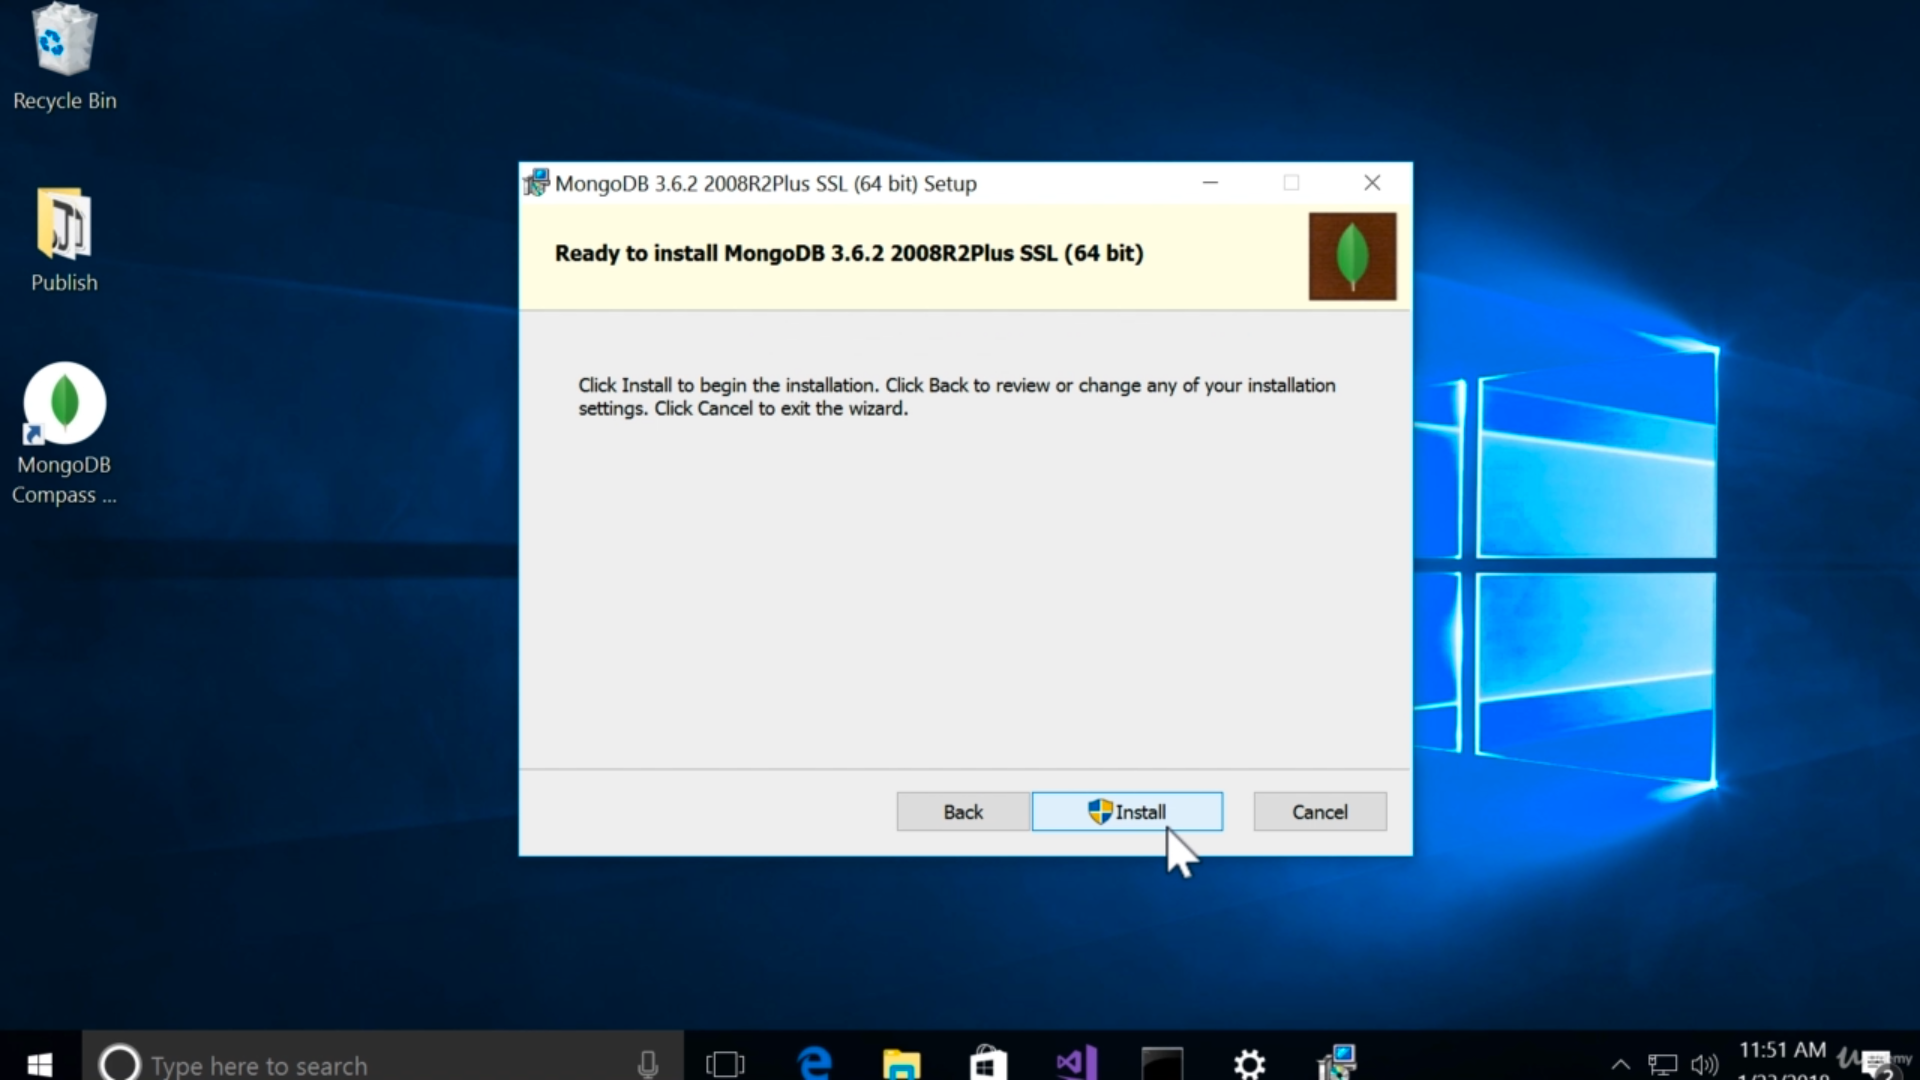 Recycle Bin
Publish
MongoDB
Compass ...
MongoDB 3.6.2 2008R2Plus SSL (64 bit) Setup
Ready to install MongoDB 3.6.2 2008R2Plus SSL (64 bit)
Click Install to begin the installation. Click Back to review or change any of your installation
settings. Click Cancel to exit the wizard.
Back
Install
Cancel
Type here to search
11:51 AM